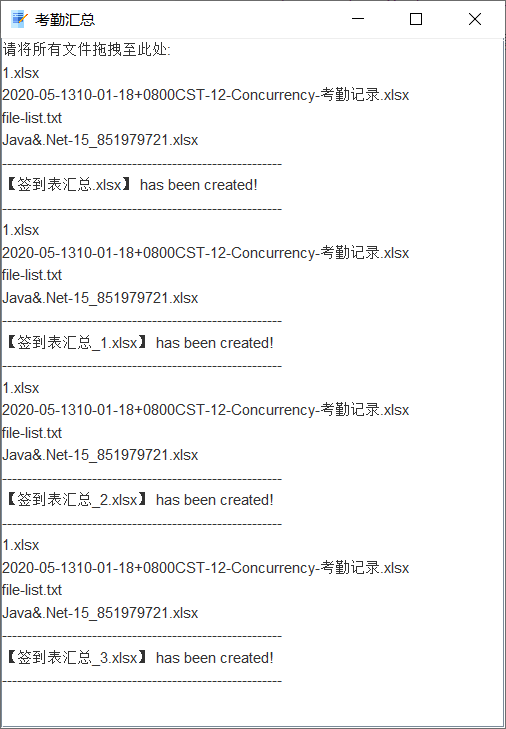 考勤汇总
请将所有文件拖拽至此处:
1.xlsx
2020-05-1310-01-18+0800CST-12-Concurrency-考勤记录.xlsx
file-list.txt
Java&.Net-15_851979721.xlsx
--------------------------------------------------------
【签到表汇总.xlsx】 has been created!
--------------------------------------------------------
1.xlsx
2020-05-1310-01-18+0800CST-12-Concurrency-考勤记录.xlsx
file-list.txt
Java&.Net-15_851979721.xlsx
--------------------------------------------------------
【签到表汇总_1.xlsx】 has been created!
--------------------------------------------------------
1.xlsx
2020-05-1310-01-18+0800CST-12-Concurrency-考勤记录.xlsx
file-list.txt
Java&.Net-15_851979721.xlsx
--------------------------------------------------------
【签到表汇总_2.xlsx】 has been created!
--------------------------------------------------------
1.xlsx
2020-05-1310-01-18+0800CST-12-Concurrency-考勤记录.xlsx
file-list.txt
Java&.Net-15_851979721.xlsx
--------------------------------------------------------
【签到表汇总_3.xlsx】 has been created!
--------------------------------------------------------